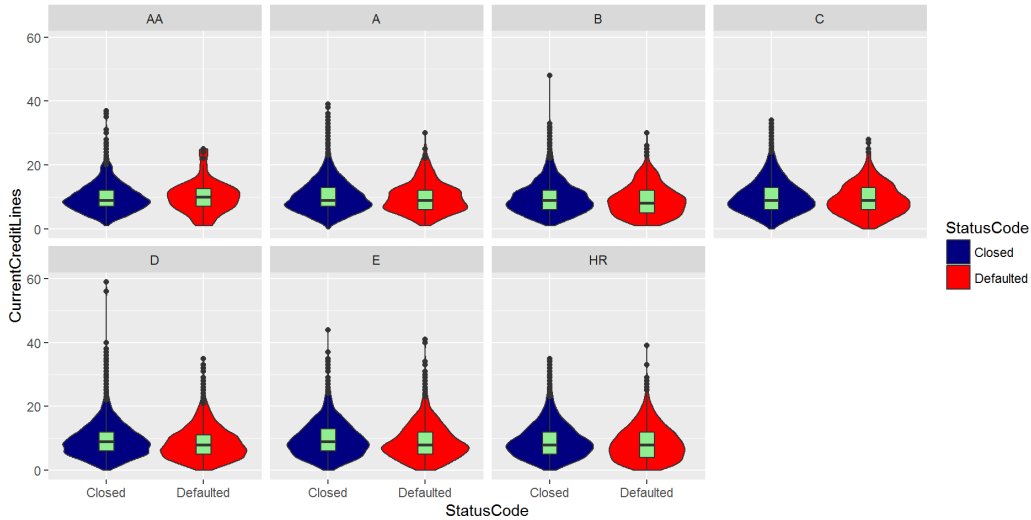 AA A B C
60
40
20
0
StatusCode
Closed
Defaulted
CurrentCreditLines
D E HR
60
40
20
0
Closed Defaulted Closed Defaulted Closed Defaulted
StatusCode